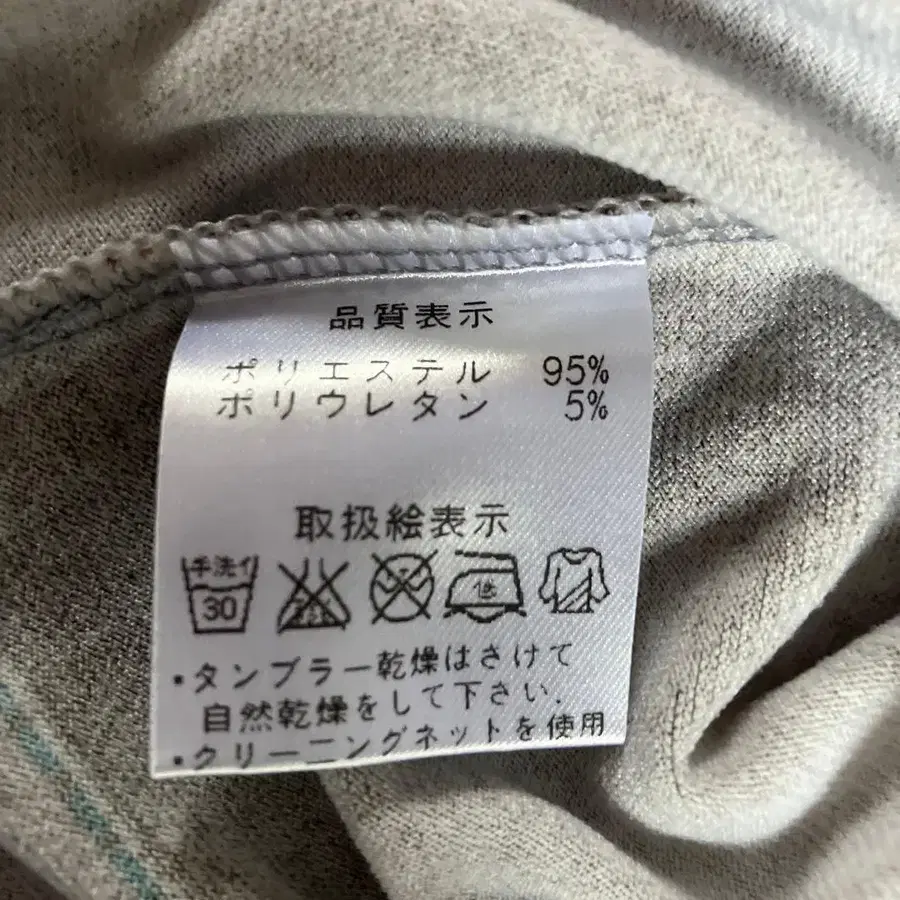 品質表示
ポリエステル 95%
ポリウレタン 5%
取扱絵表示
手洗イ
30
低
・タンブラー乾燥はさけて
自然乾燥をして下さい.
・クリーニングネットを使用